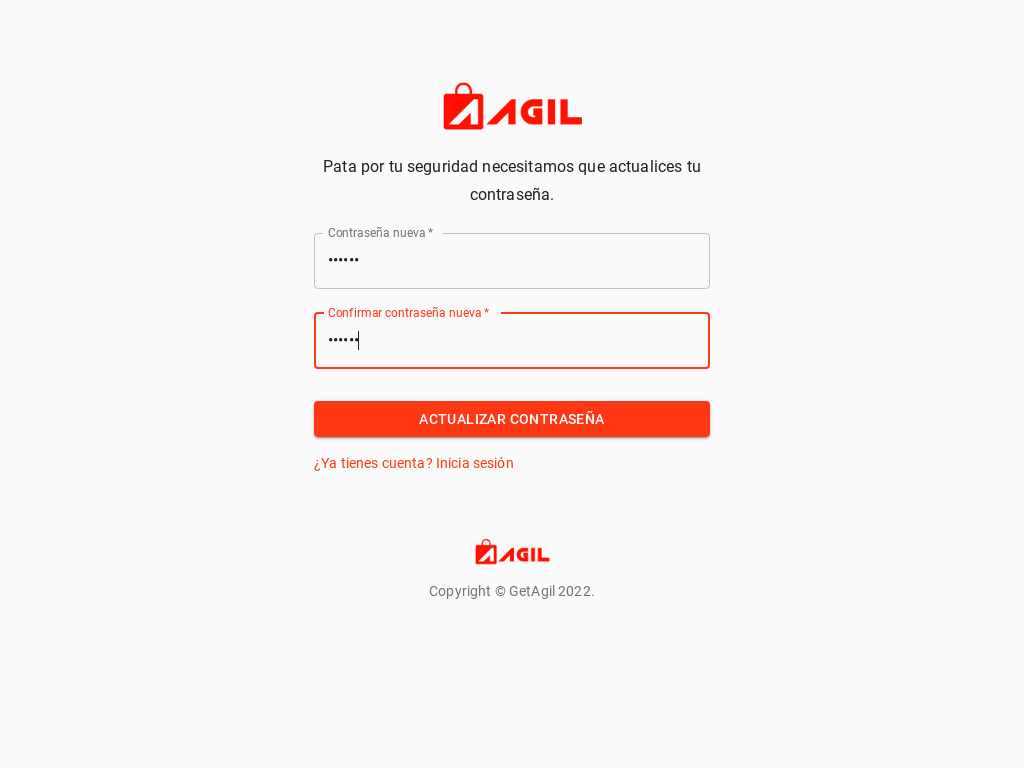 AGIL
Pata por tu seguridad necesitamos que actualices tu
contraseña.
Contraseña nueva *
••••••
Confirmar contraseña nueva *
••••••
ACTUALIZAR CONTRASEÑA
¿Ya tienes cuenta? Inicia sesión
AGIL
Copyright © GetAgil 2022.